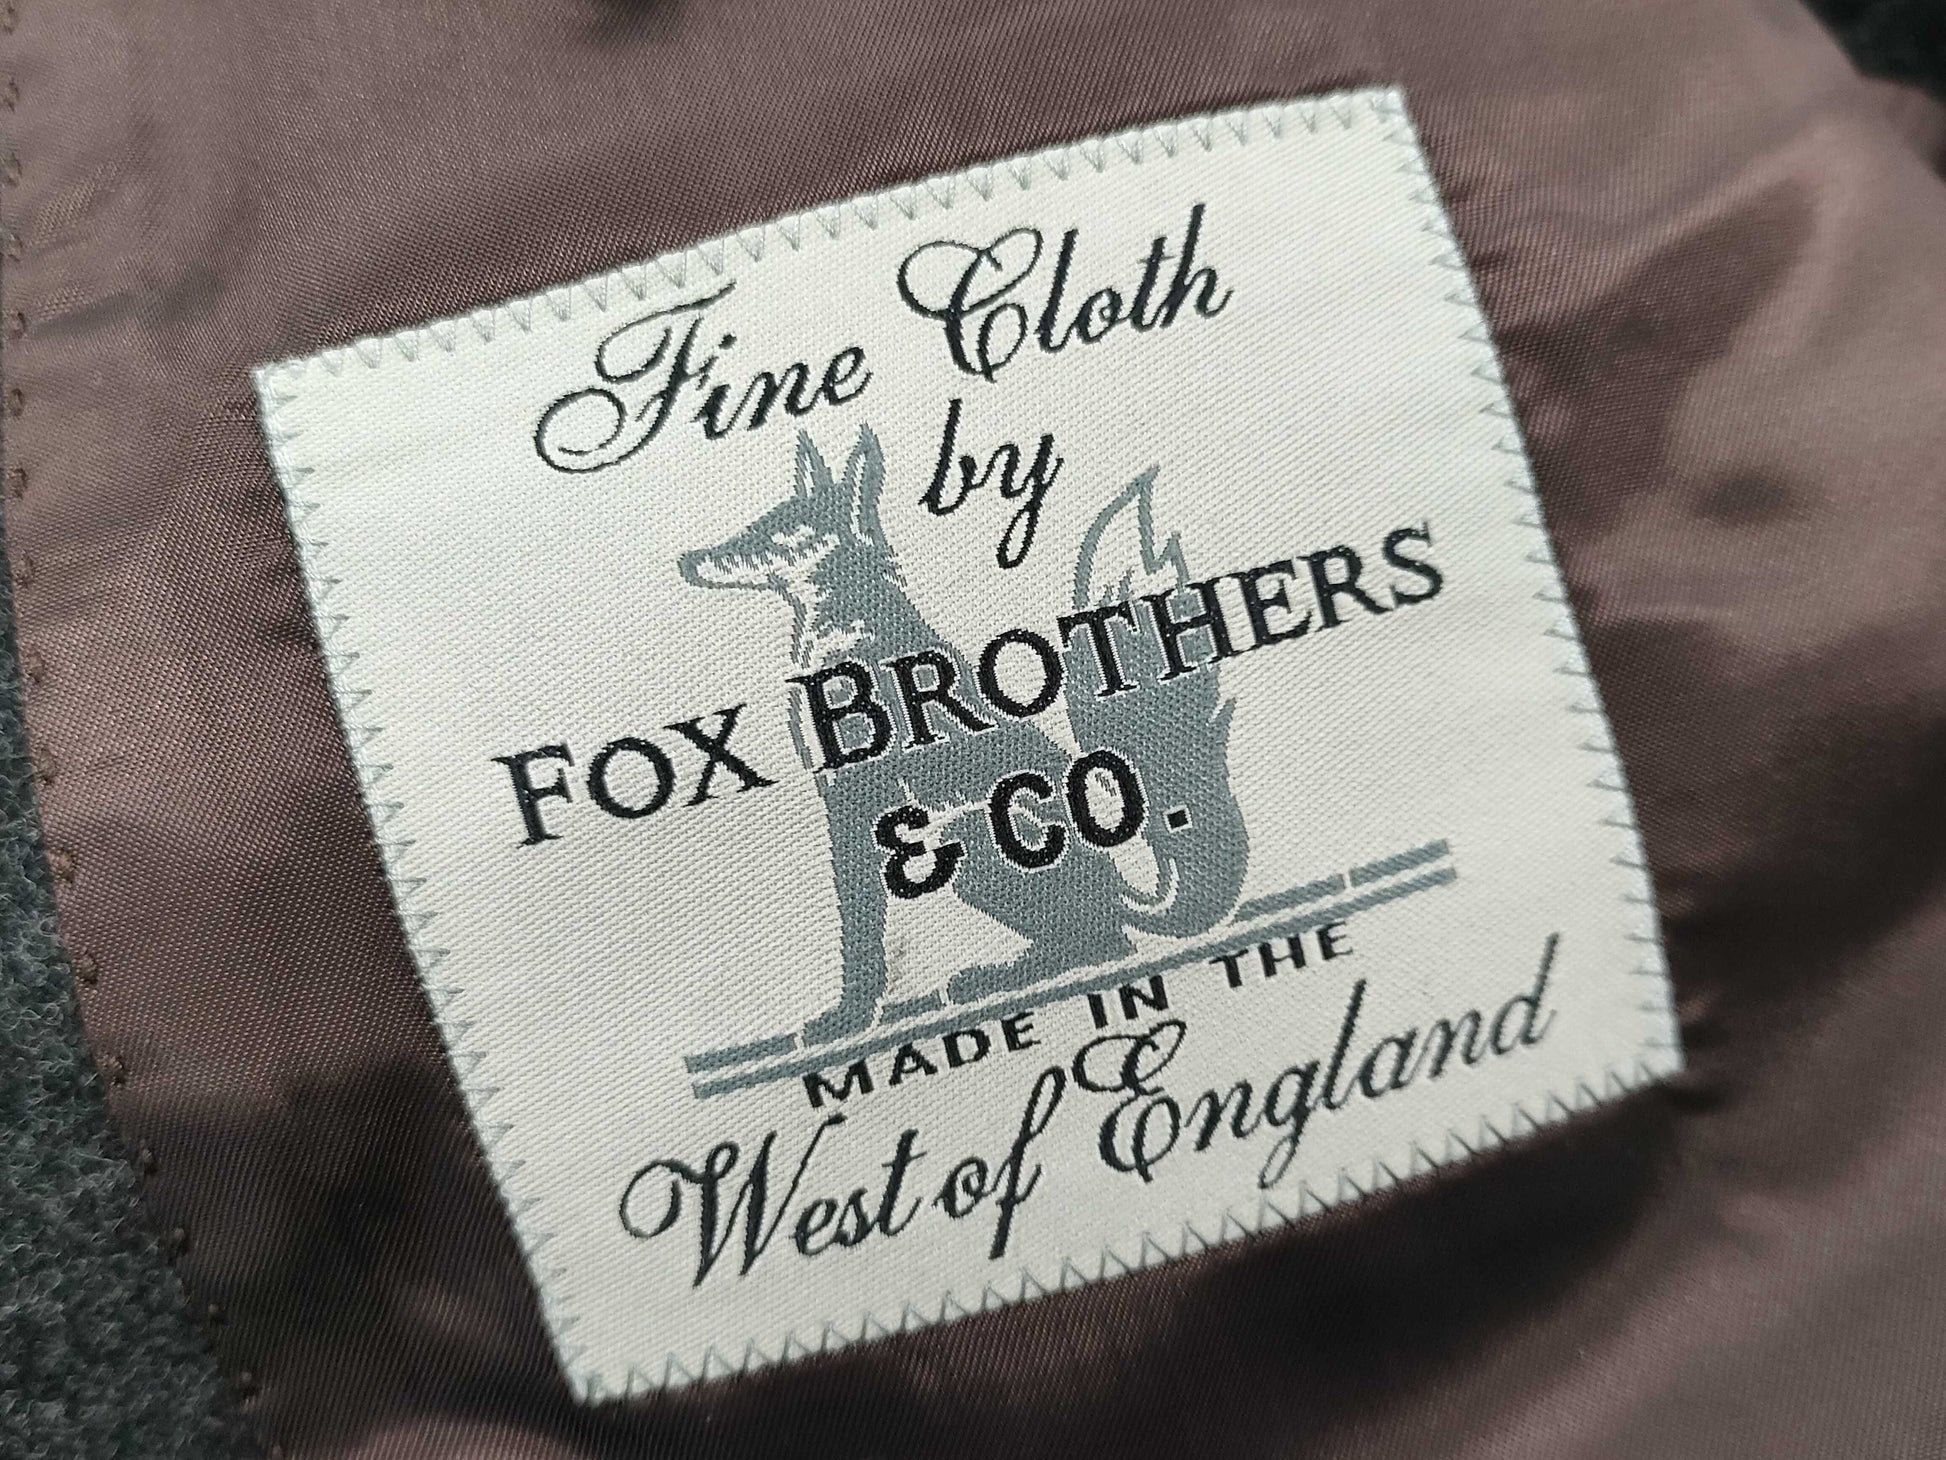 Fine Cloth
by
FOX BROTHERS
& CO.
MADE IN THE
West of England